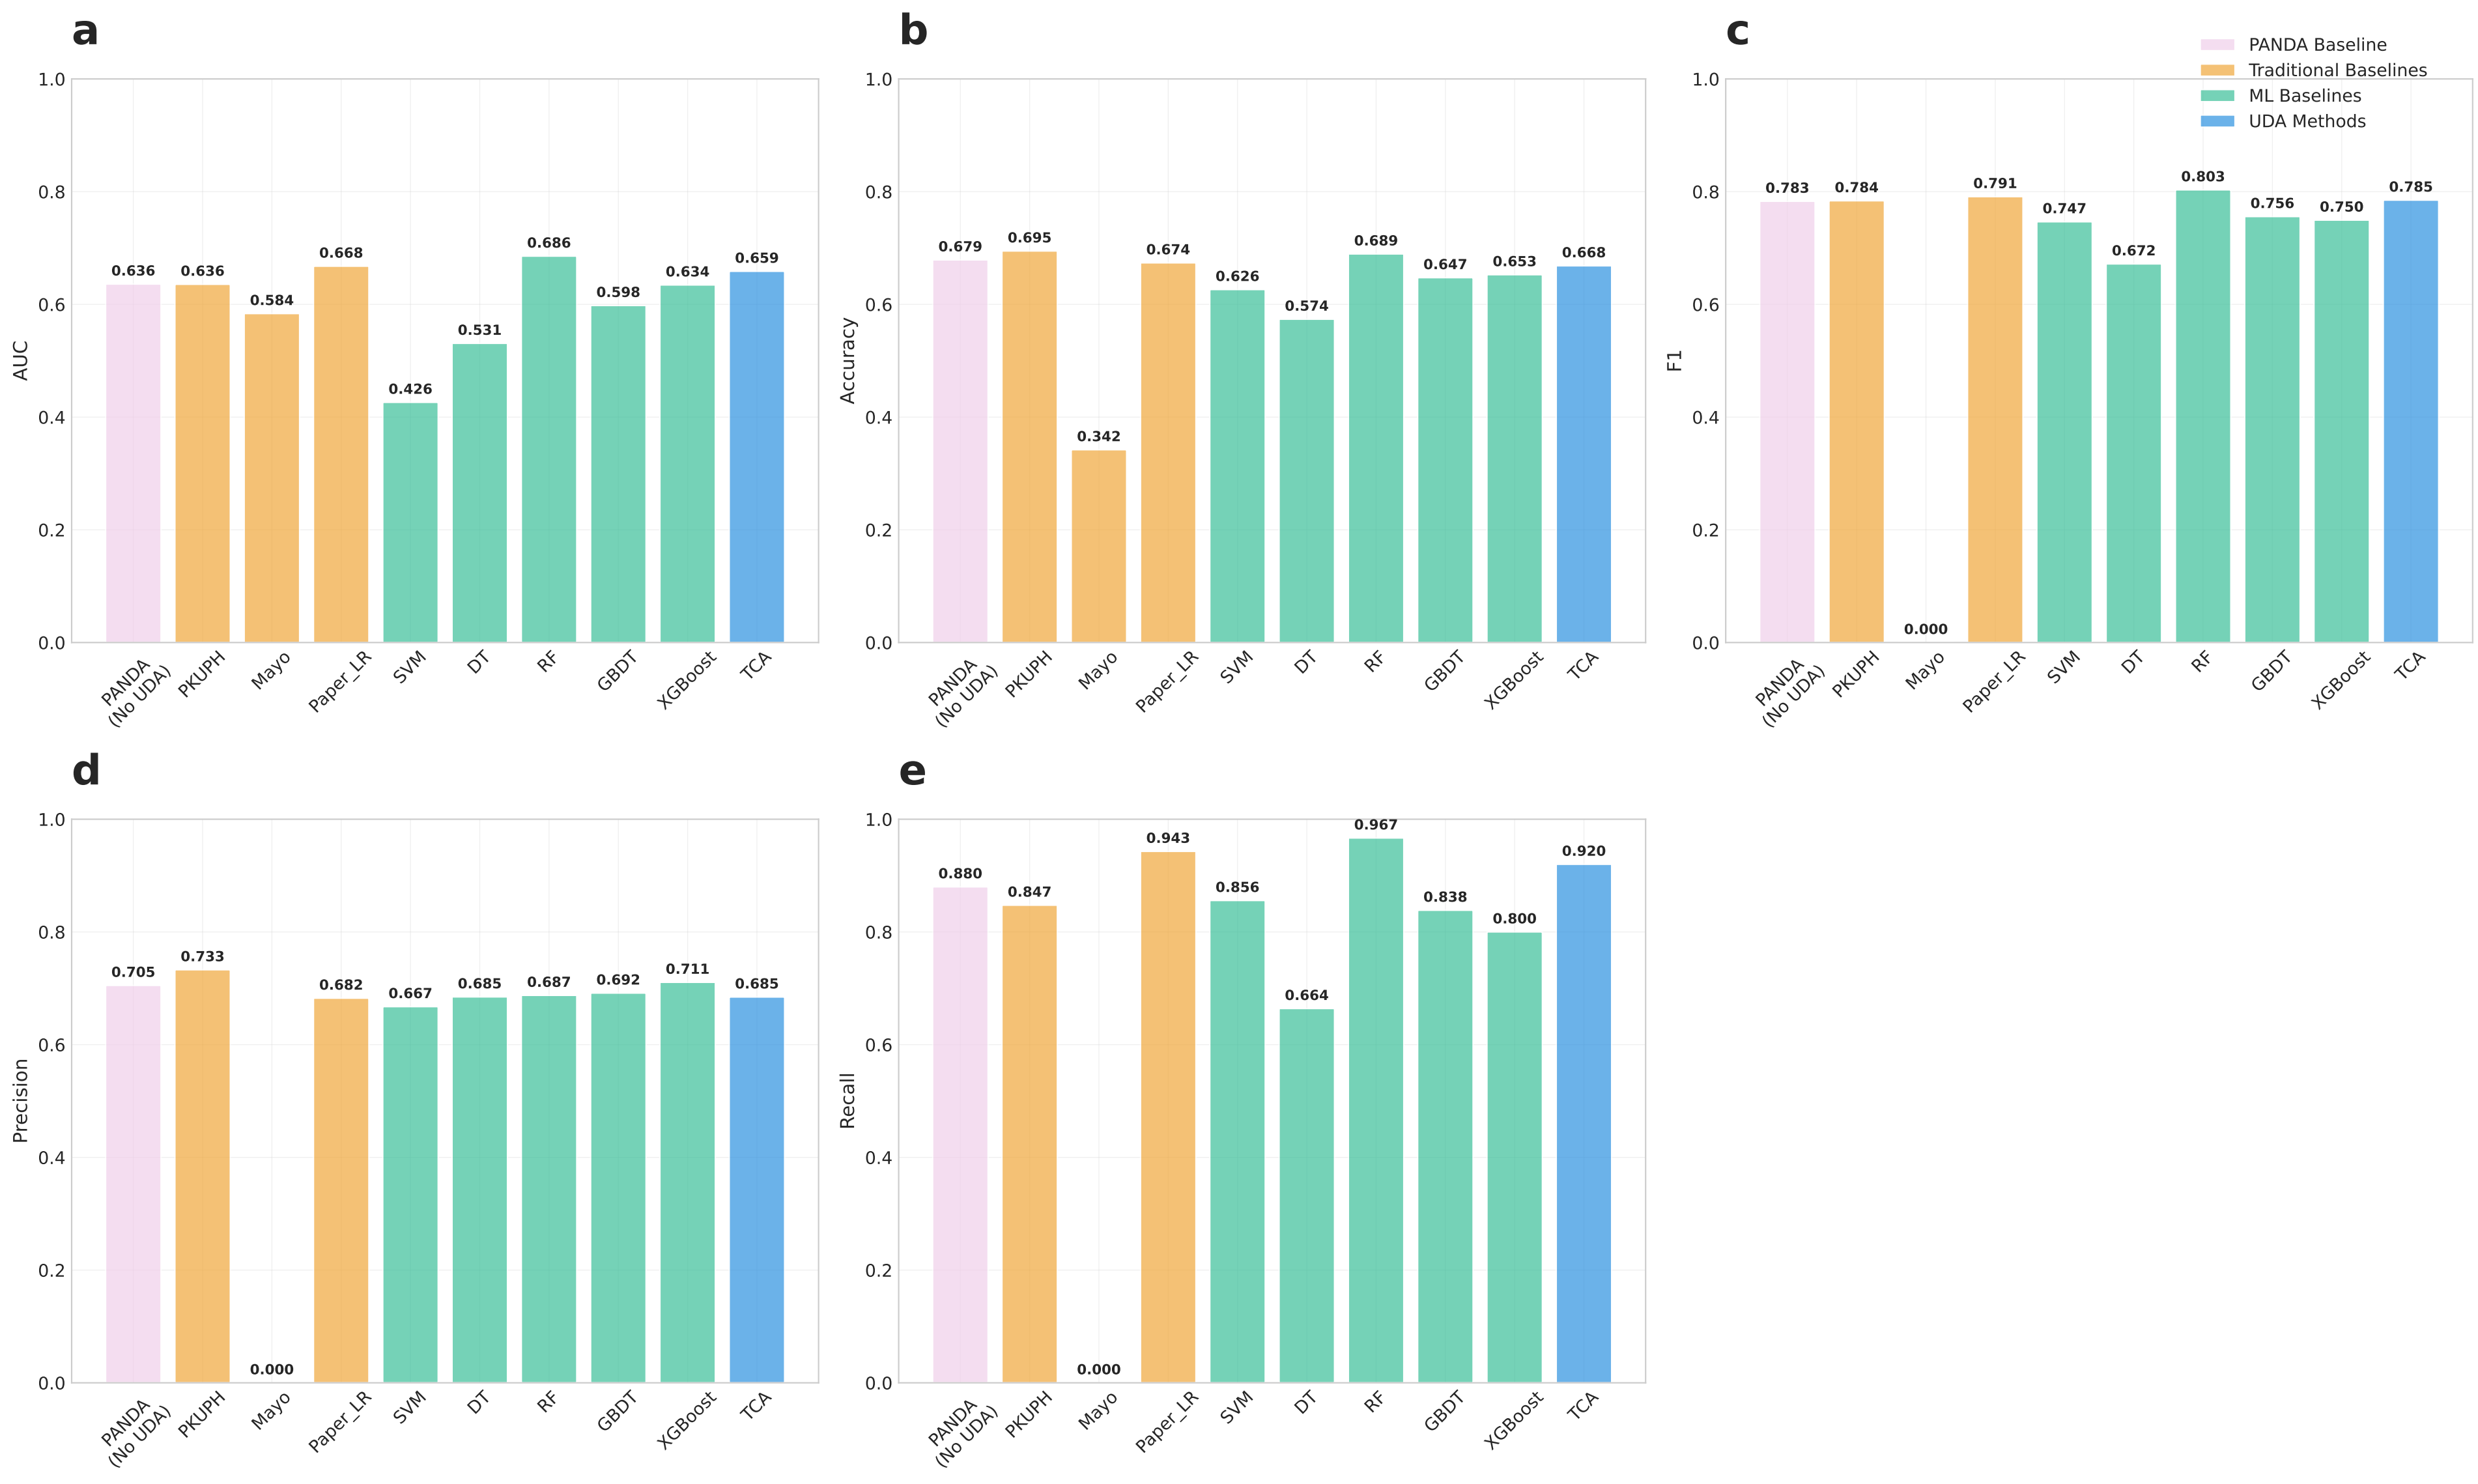 a
1.0
0.8
0.6
0.4
0.2
0.0
AUC
0.636
0.636
0.584
0.668
0.426
0.531
0.686
0.598
0.634
0.659
PANDA
(No UDA)
PKUPH
Mayo
Paper_LR
SVM
DT
RF
GBDT
XGBoost
TCA
b
1.0
0.8
0.6
0.4
0.2
0.0
Accuracy
0.679
0.695
0.342
0.674
0.626
0.574
0.689
0.647
0.653
0.668
PANDA
(No UDA)
PKUPH
Mayo
Paper_LR
SVM
DT
RF
GBDT
XGBoost
TCA
c
PANDA Baseline
Traditional Baselines
ML Baselines
UDA Methods
1.0
0.8
0.6
0.4
0.2
0.0
F1
0.783
0.784
0.000
0.791
0.747
0.672
0.803
0.756
0.750
0.785
PANDA
(No UDA)
PKUPH
Mayo
Paper_LR
SVM
DT
RF
GBDT
XGBoost
TCA
d
1.0
0.8
0.6
0.4
0.2
0.0
Precision
0.705
0.733
0.000
0.682
0.667
0.685
0.687
0.692
0.711
0.685
PANDA
(No UDA)
PKUPH
Mayo
Paper_LR
SVM
DT
RF
GBDT
XGBoost
TCA
e
1.0
0.8
0.6
0.4
0.2
0.0
Recall
0.880
0.847
0.000
0.943
0.856
0.664
0.967
0.838
0.800
0.920
PANDA
(No UDA)
PKUPH
Mayo
Paper_LR
SVM
DT
RF
GBDT
XGBoost
TCA